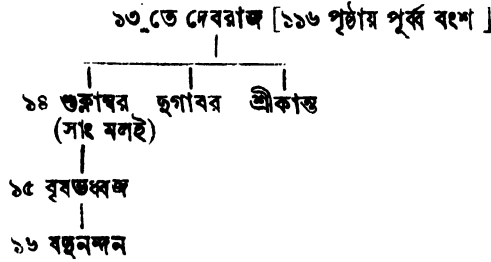 ১৩ তে দেবরাজ [১১৬ পৃষ্ঠায় পূর্ব্ব বংশ]
১৪ শুক্লাম্বর দুর্গাবর শ্রীকান্ত
(সাং মলই)
১৫ বৃষভধ্বজ
১৬ যদুনন্দন